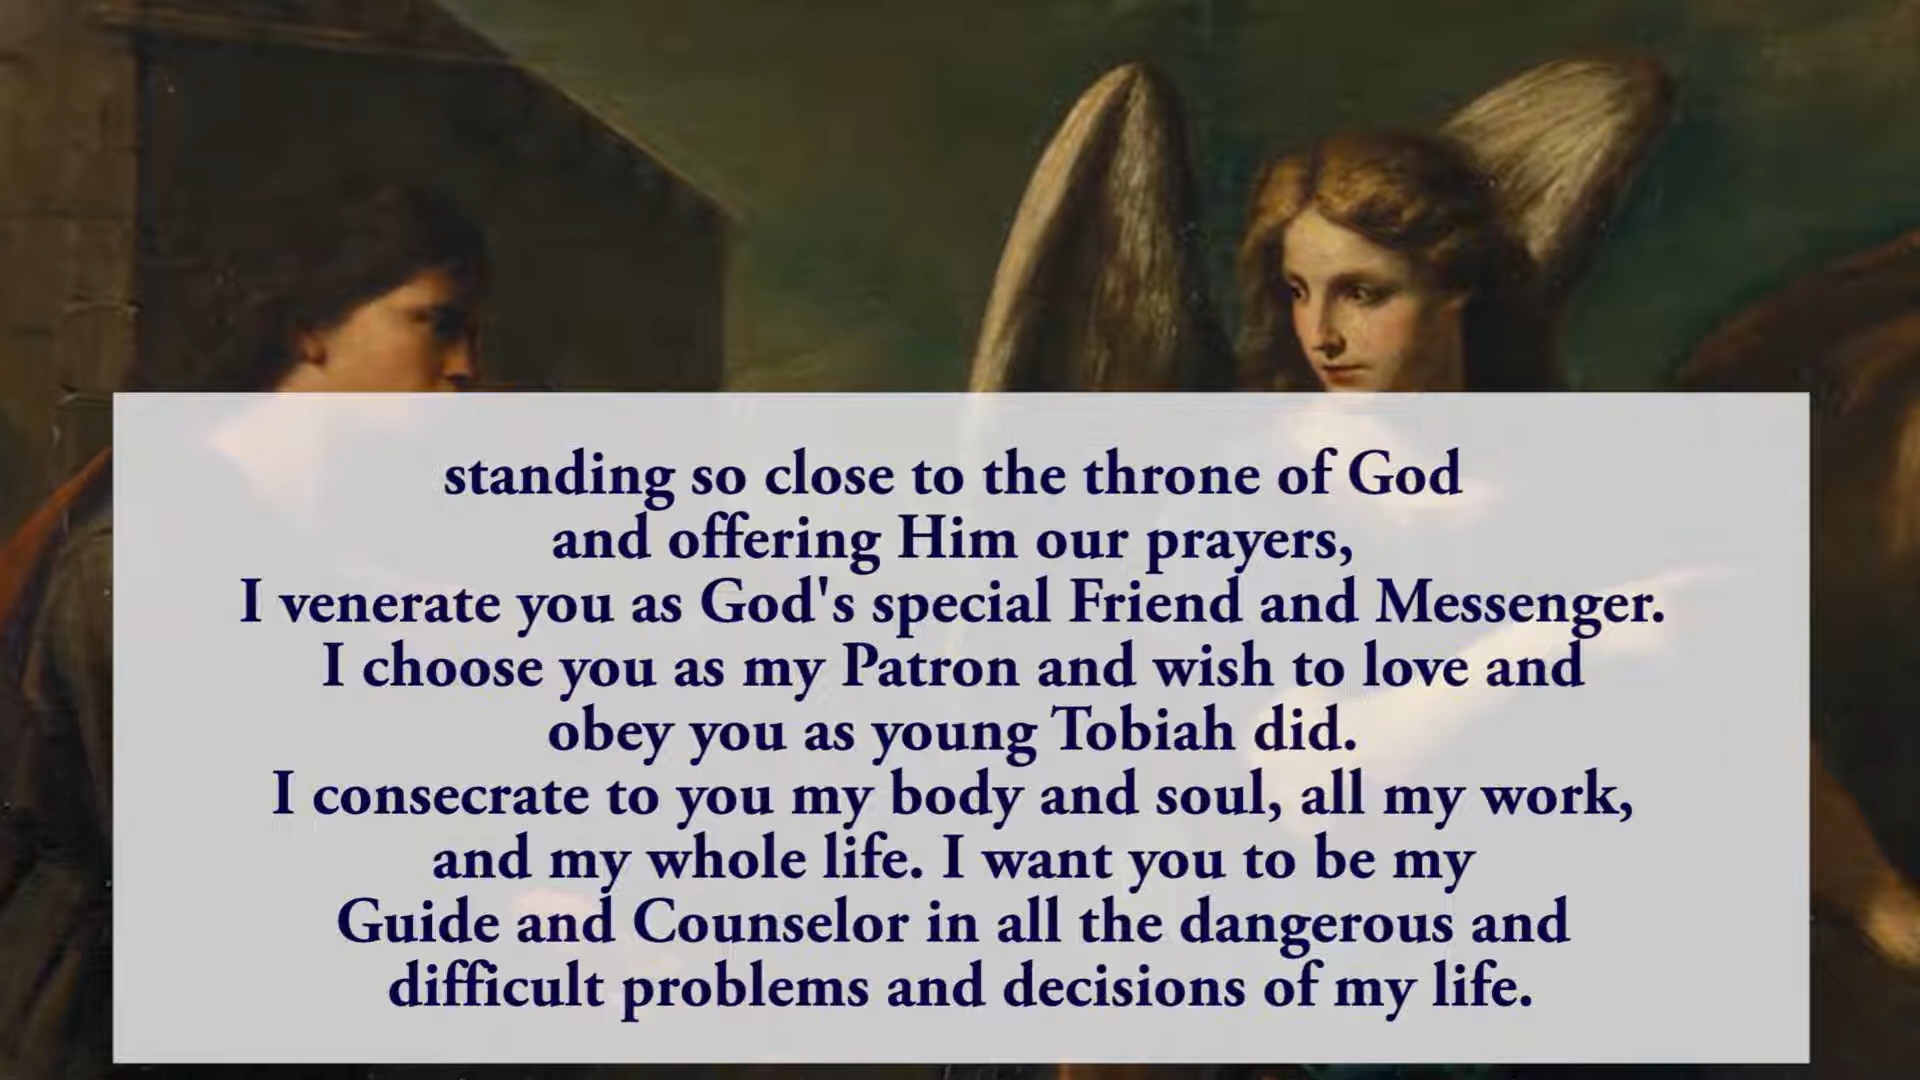 standing so close to the throne of God
and offering Him our prayers,
I venerate you as God's special Friend and Messenger.
I choose you as my Patron and wish to love and
obey you as young Tobiah did.
I consecrate to you my body and soul, all my work,
and my whole life. I want you to be my
Guide and Counselor in all the dangerous and
difficult problems and decisions of my life.